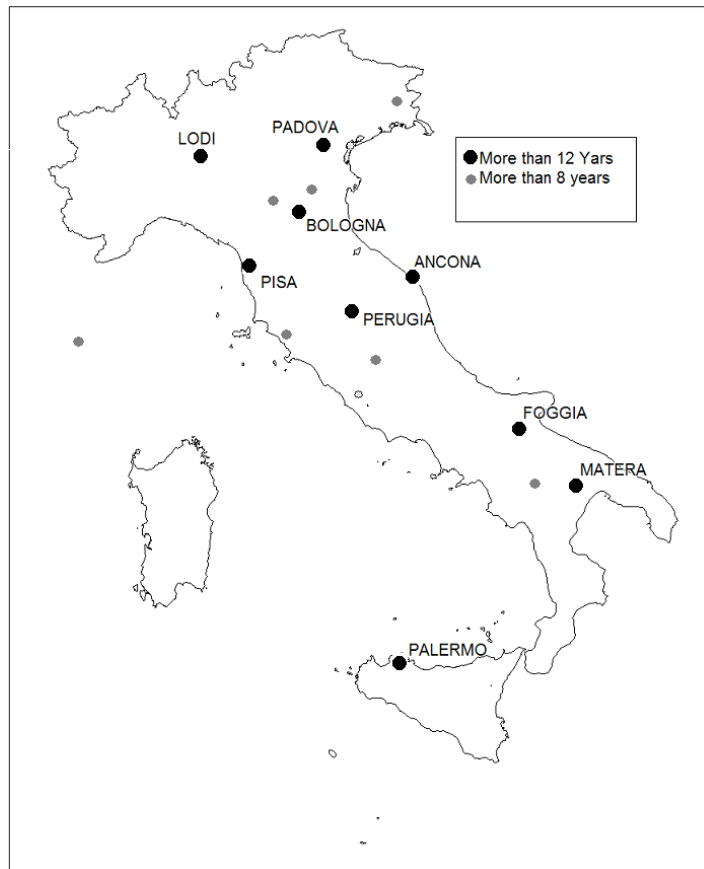 LODI
PADOVA
More than 12 Yars
More than 8 years
BOLOGNA
PISA
ANCONA
PERUGIA
FOGGIA
MATERA
PALERMO